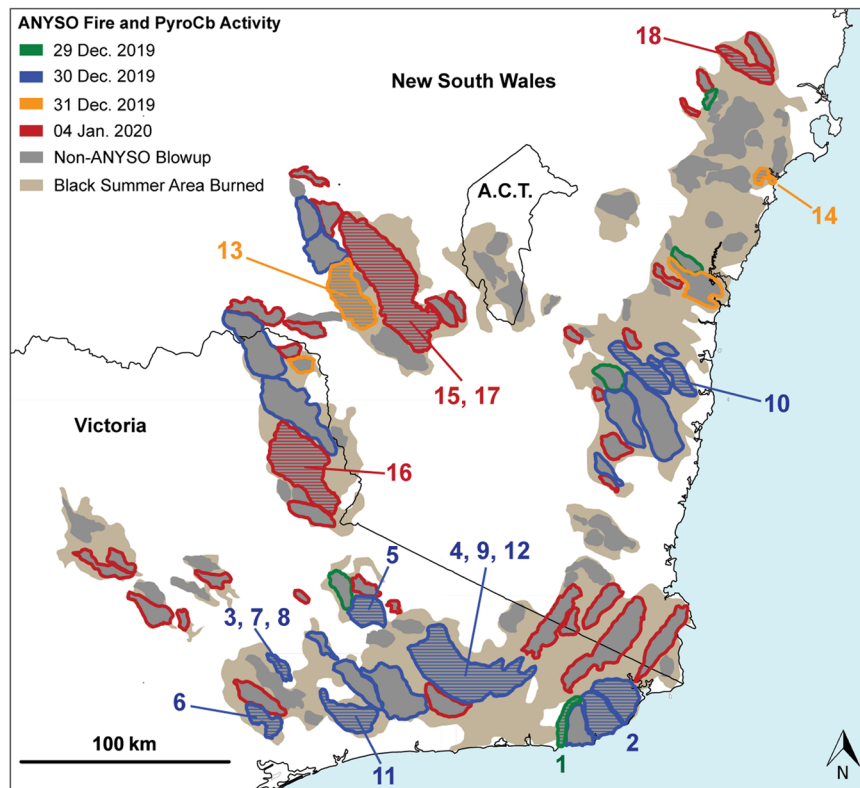 ANYSO Fire and PyroCb Activity
29 Dec. 2019
30 Dec. 2019
31 Dec. 2019
04 Jan. 2020
Non-ANYSO Blowup
Black Summer Area Burned
18
New South Wales
A.C.T.
14
13
15, 17
10
Victoria
16
5
4, 9, 12
3, 7, 8
6
11
2
1
100 km
N